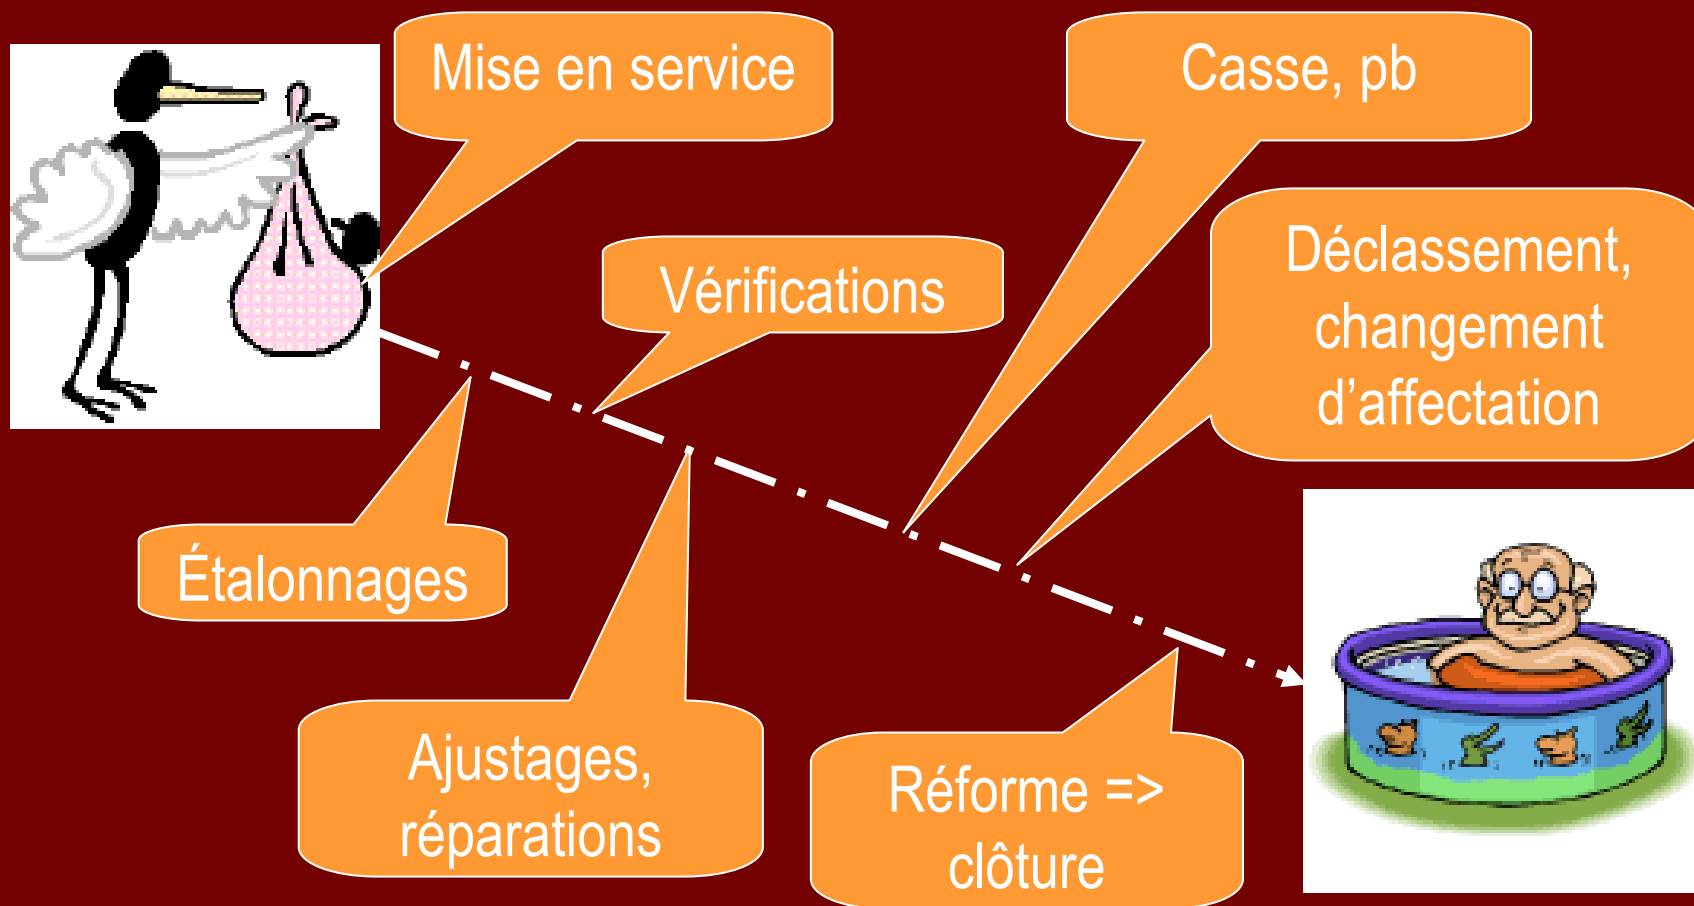 Mise en service
Casse, pb
Vérifications
Déclassement,
changement
d’affectation
Étalonnages
Ajustages,
réparations
Réforme =>
clôture